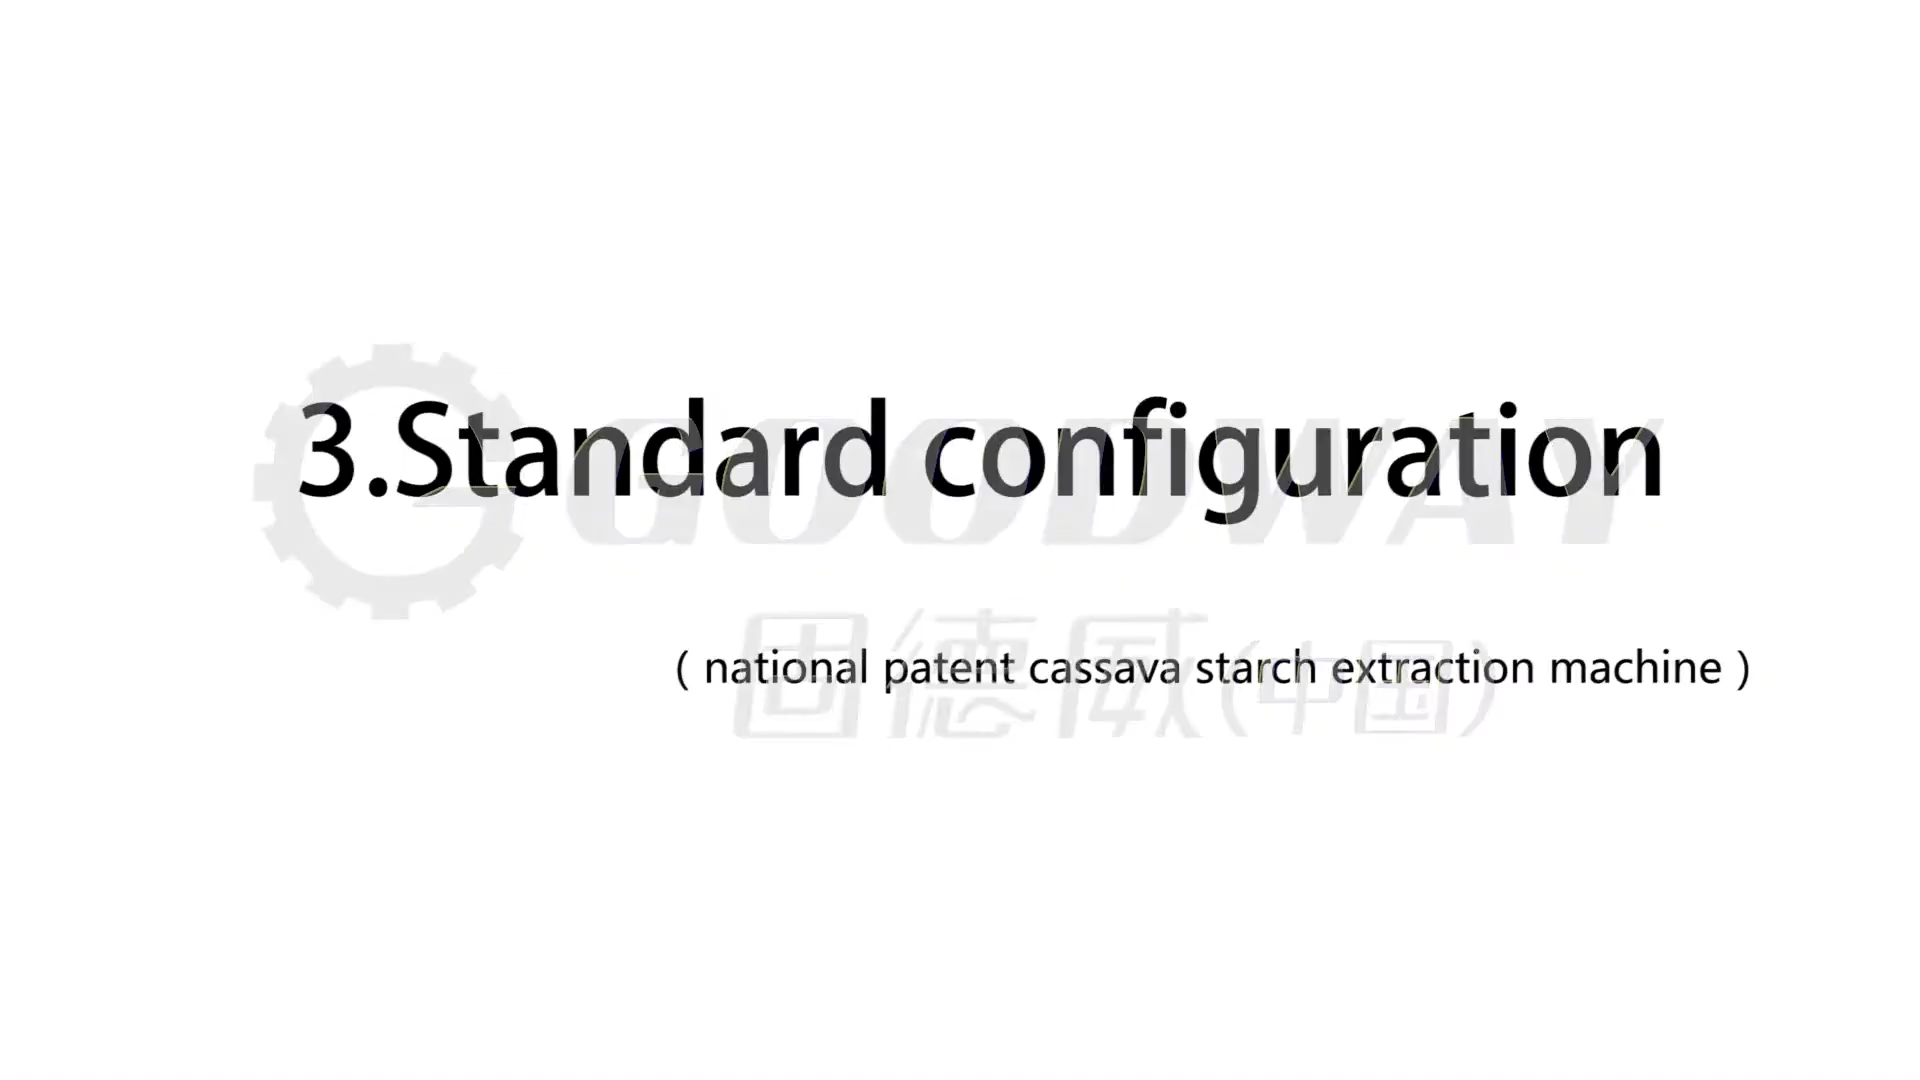 3.Standard configuration
GOODWAY
( national patent cassava starch extraction machine )
固德威(中国)